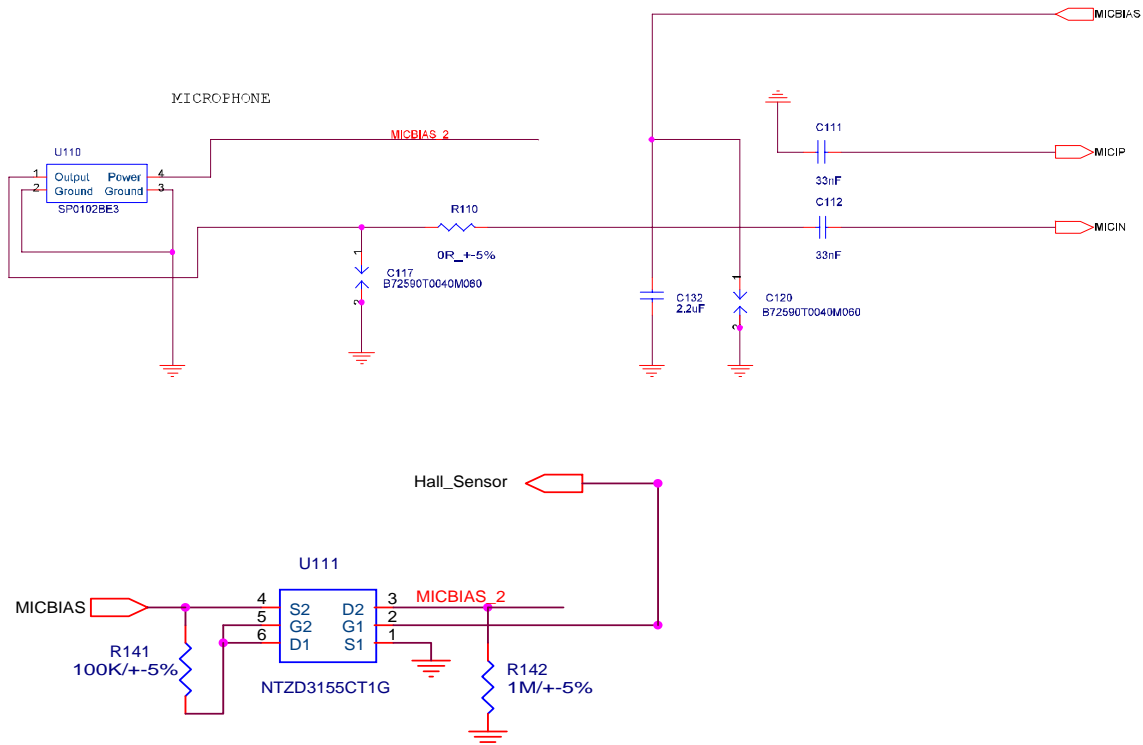 MICBIAS
MICROPHONE
MICBIAS_2
C111
U110
MICIP
1 Output Power 4
2 Ground Ground 3
33nF
SP0102BE3
R110
C112
MICIN
0R_+-5%
33nF
1
C117
B72590T0040M060
2
1
C132
2.2uF
C120
B72590T0040M060
2
Hall_Sensor
U111
MICBIAS
4 S2 D2 3
MICBIAS_2
5 G2 G1 2
6 D1 S1 1
R141
100K/+-5%
R142
1M/+-5%
NTZD3155CT1G